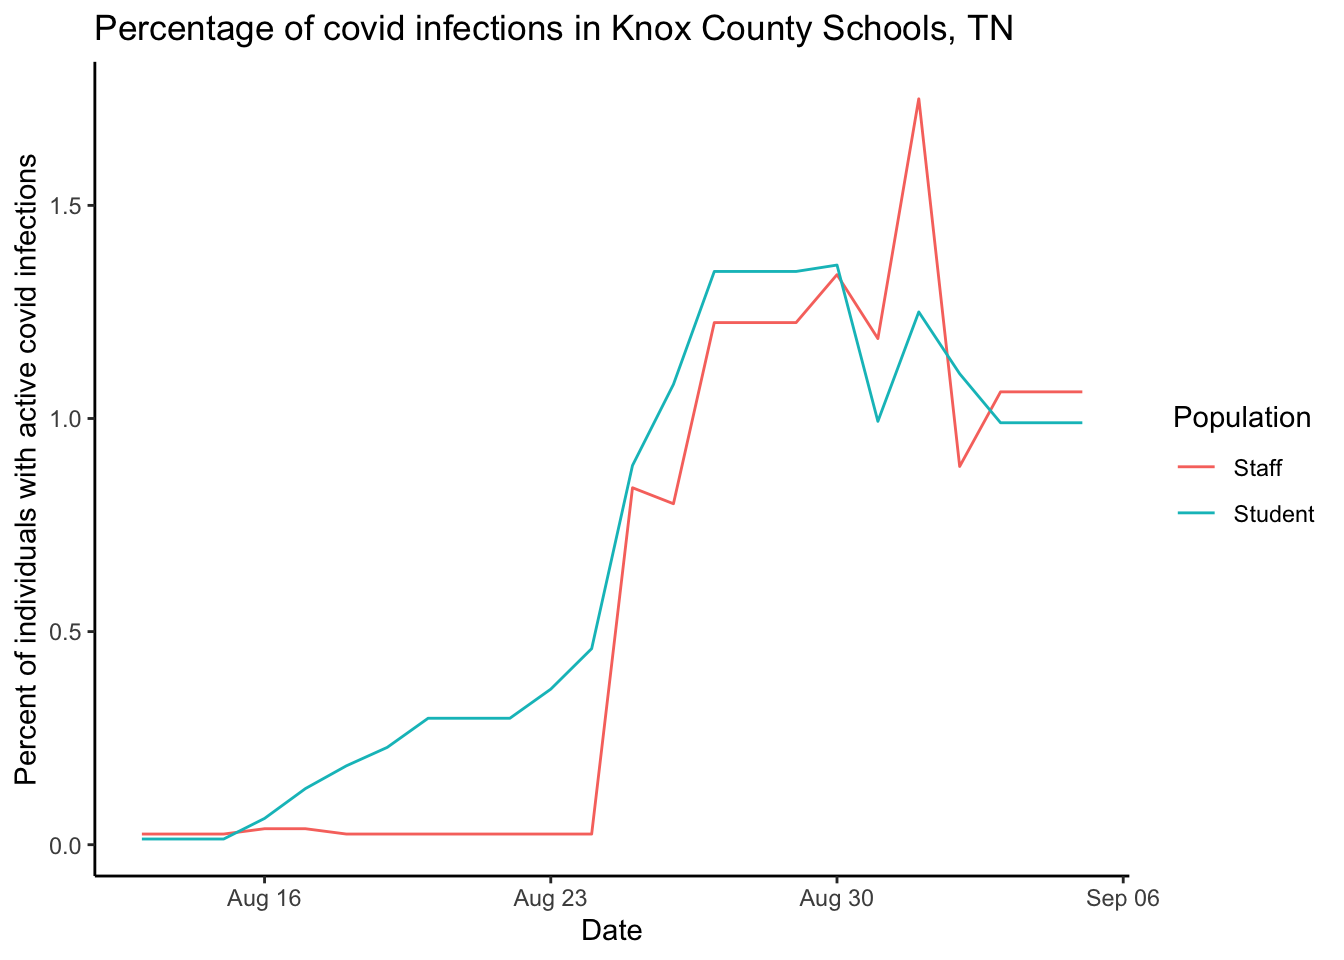 Percentage of covid infections in Knox County Schools, TN
Percent of individuals with active covid infections
1.5
1.0
0.5
0.0
Aug 16 Aug 23 Aug 30 Sep 06
Date
Population
Staff
Student